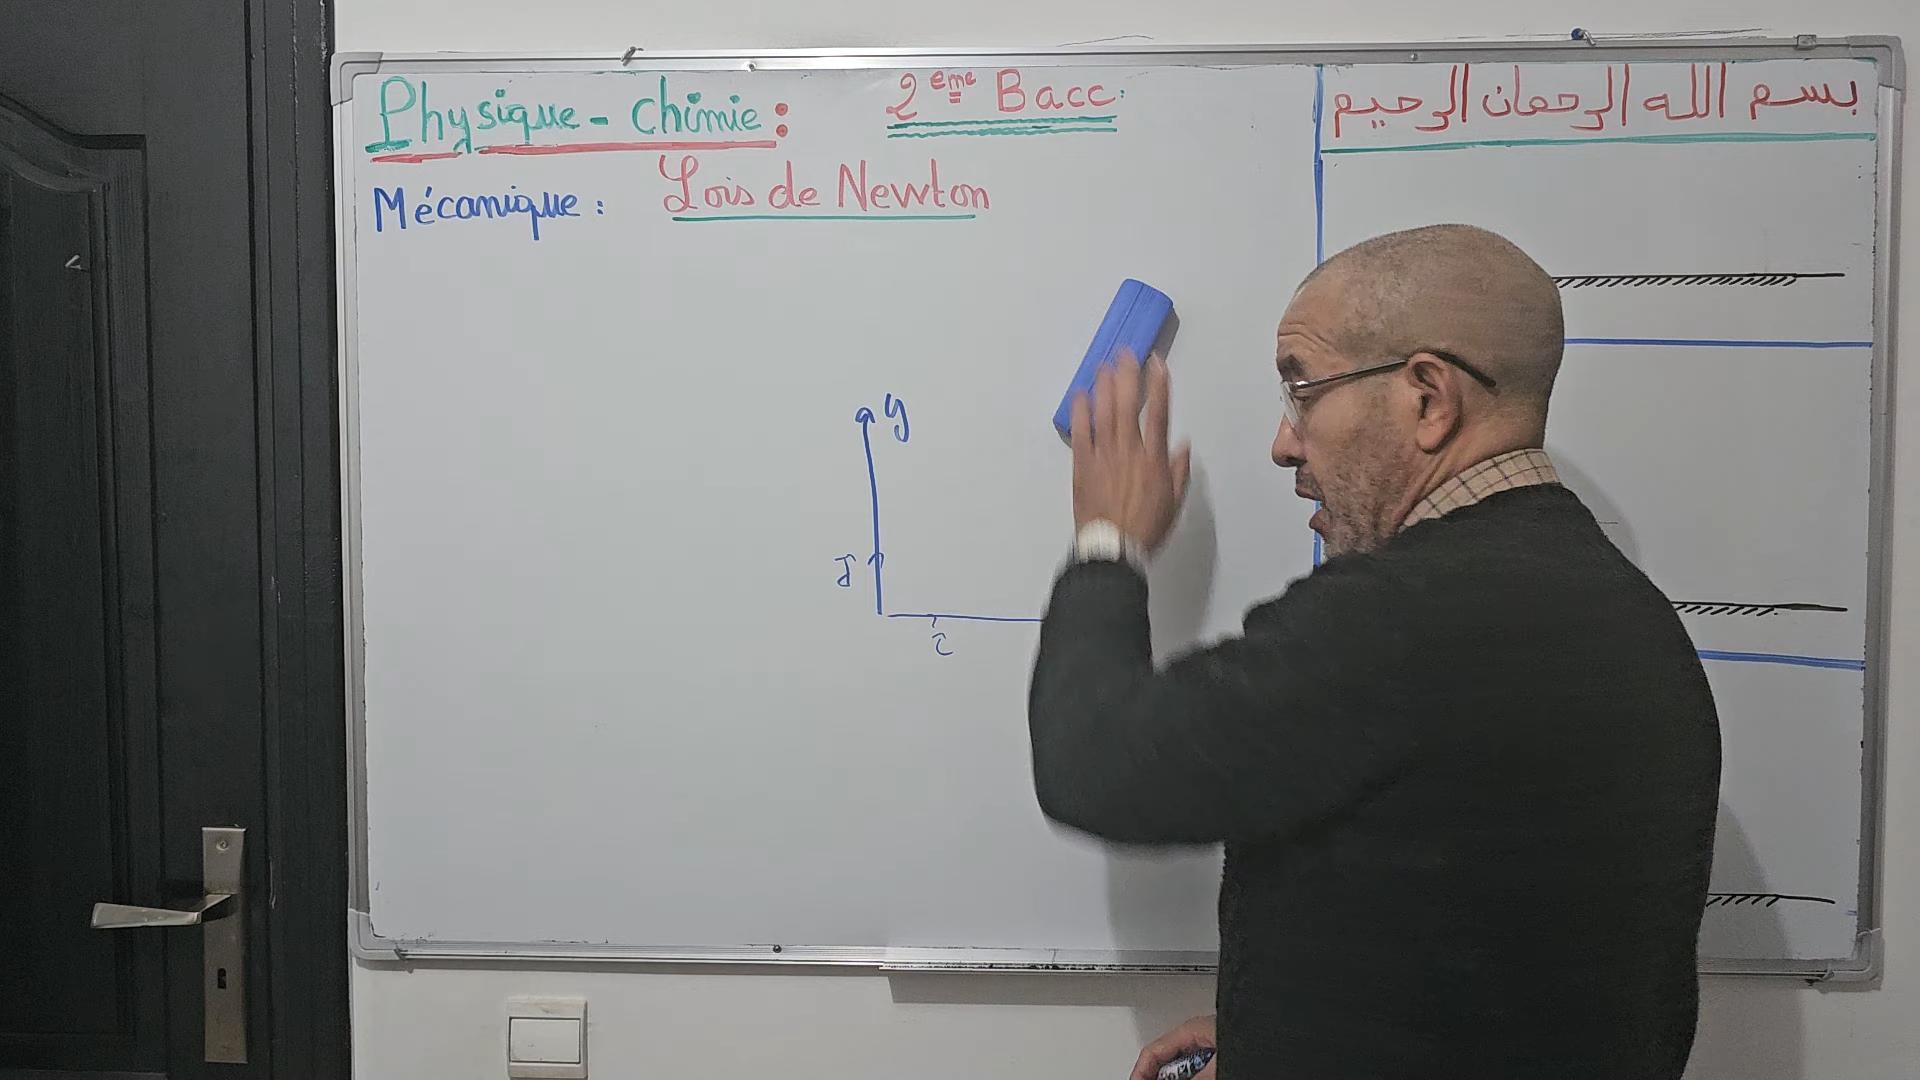 Physique - chimie :
2ème Bacc :
بسم الله الرحمان الرحيم
Mécanique : Lois de Newton
y
j
i